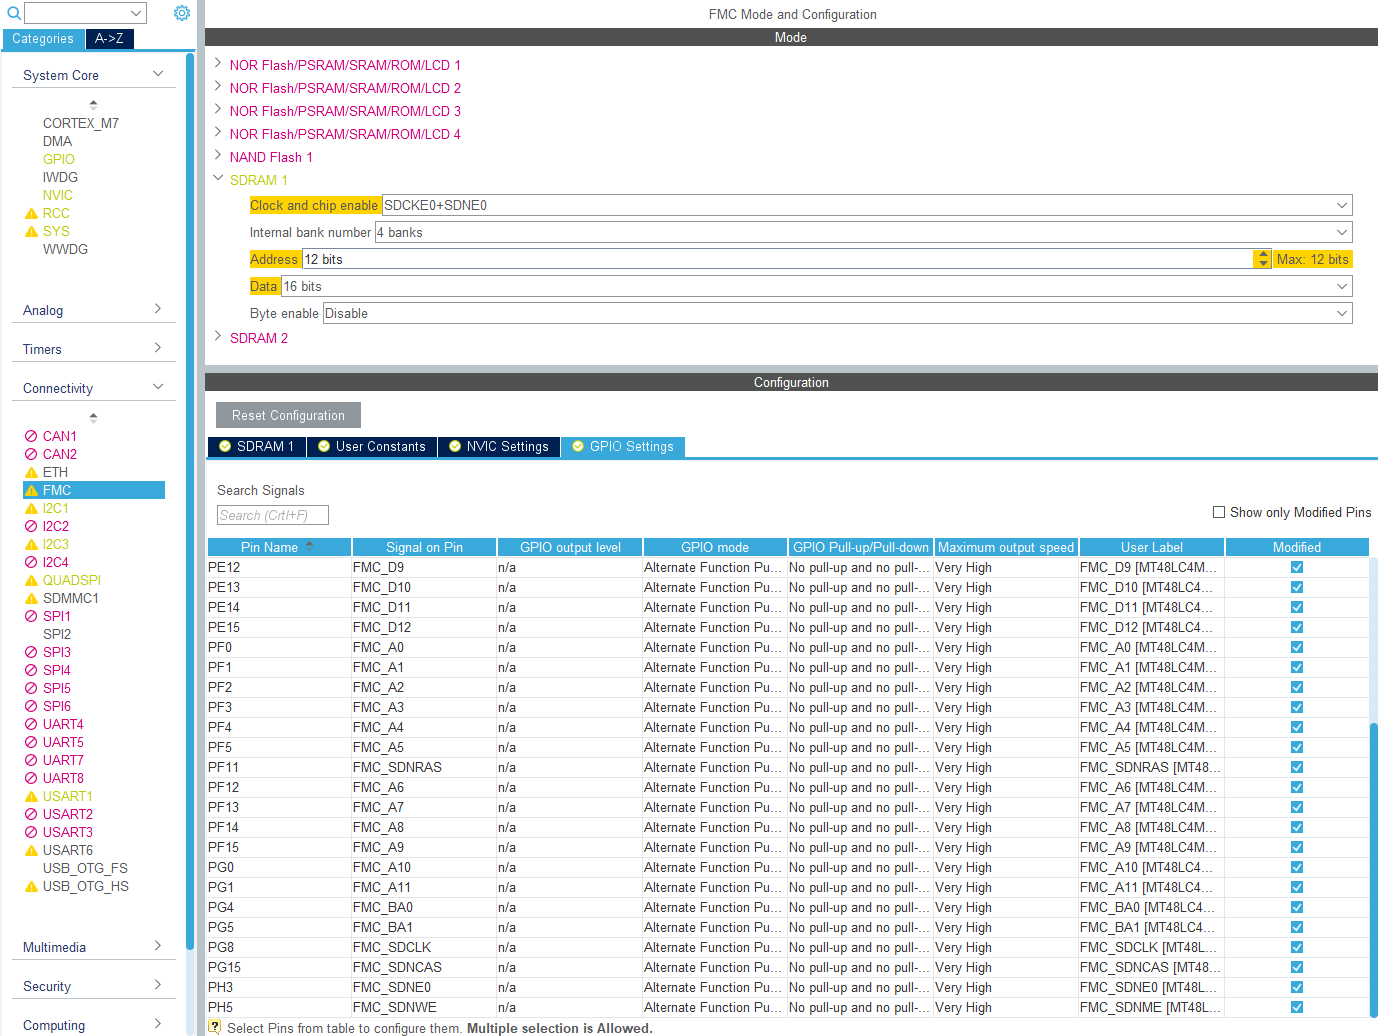 Categories A->Z
System Core
CORTEX_M7
DMA
GPIO
IWDG
NVIC
RCC
SYS
WWDG
Analog
Timers
Connectivity
CAN1
CAN2
ETH
FMC
I2C1
I2C2
I2C3
I2C4
QUADSPI
SDMMC1
SPI1
SPI2
SPI3
SPI4
SPI5
SPI6
UART4
UART5
UART7
UART8
USART1
USART2
USART3
USART6
USB_OTG_FS
USB_OTG_HS
Multimedia
Security
Computing
FMC Mode and Configuration
Mode
NOR Flash/PSRAM/SRAM/ROM/LCD 1
NOR Flash/PSRAM/SRAM/ROM/LCD 2
NOR Flash/PSRAM/SRAM/ROM/LCD 3
NOR Flash/PSRAM/SRAM/ROM/LCD 4
NAND Flash 1
SDRAM 1
Clock and chip enable SDCKE0+SDNE0
Internal bank number 4 banks
Address 12 bits Max: 12 bits
Data 16 bits
Byte enable Disable
SDRAM 2
Configuration
Reset Configuration
SDRAM 1 User Constants NVIC Settings GPIO Settings
Search Signals
Search (CrtI+F)
Show only Modified Pins
Pin Name Signal on Pin GPIO output level GPIO mode GPIO Pull-up/Pull-down Maximum output speed User Label Modified
PE12 FMC_D9 n/a Alternate Function Pu... No pull-up and no pull-... Very High FMC_D9 [MT48LC4M...
PE13 FMC_D10 n/a Alternate Function Pu... No pull-up and no pull-... Very High FMC_D10 [MT48LC4...
PE14 FMC_D11 n/a Alternate Function Pu... No pull-up and no pull-... Very High FMC_D11 [MT48LC4...
PE15 FMC_D12 n/a Alternate Function Pu... No pull-up and no pull-... Very High FMC_D12 [MT48LC4...
PF0 FMC_A0 n/a Alternate Function Pu... No pull-up and no pull-... Very High FMC_A0 [MT48LC4M...
PF1 FMC_A1 n/a Alternate Function Pu... No pull-up and no pull-... Very High FMC_A1 [MT48LC4M...
PF2 FMC_A2 n/a Alternate Function Pu... No pull-up and no pull-... Very High FMC_A2 [MT48LC4M...
PF3 FMC_A3 n/a Alternate Function Pu... No pull-up and no pull-... Very High FMC_A3 [MT48LC4M...
PF4 FMC_A4 n/a Alternate Function Pu... No pull-up and no pull-... Very High FMC_A4 [MT48LC4M...
PF5 FMC_A5 n/a Alternate Function Pu... No pull-up and no pull-... Very High FMC_A5 [MT48LC4M...
PF11 FMC_SDNRAS n/a Alternate Function Pu... No pull-up and no pull-... Very High FMC_SDNRAS [MT48...
PF12 FMC_A6 n/a Alternate Function Pu... No pull-up and no pull-... Very High FMC_A6 [MT48LC4M...
PF13 FMC_A7 n/a Alternate Function Pu... No pull-up and no pull-... Very High FMC_A7 [MT48LC4M...
PF14 FMC_A8 n/a Alternate Function Pu... No pull-up and no pull-... Very High FMC_A8 [MT48LC4M...
PF15 FMC_A9 n/a Alternate Function Pu... No pull-up and no pull-... Very High FMC_A9 [MT48LC4M...
PG0 FMC_A10 n/a Alternate Function Pu... No pull-up and no pull-... Very High FMC_A10 [MT48LC4...
PG1 FMC_A11 n/a Alternate Function Pu... No pull-up and no pull-... Very High FMC_A11 [MT48LC4...
PG4 FMC_BA0 n/a Alternate Function Pu... No pull-up and no pull-... Very High FMC_BA0 [MT48LC4...
PG5 FMC_BA1 n/a Alternate Function Pu... No pull-up and no pull-... Very High FMC_BA1 [MT48LC4...
PG8 FMC_SDCLK n/a Alternate Function Pu... No pull-up and no pull-... Very High FMC_SDCLK [MT48L...
PG15 FMC_SDNCAS n/a Alternate Function Pu... No pull-up and no pull-... Very High FMC_SDNCAS [MT48...
PH3 FMC_SDNE0 n/a Alternate Function Pu... No pull-up and no pull-... Very High FMC_SDNE0 [MT48L...
PH5 FMC_SDNWE n/a Alternate Function Pu... No pull-up and no pull-... Very High FMC_SDNME [MT48L...
Select Pins from table to configure them. Multiple selection is Allowed.